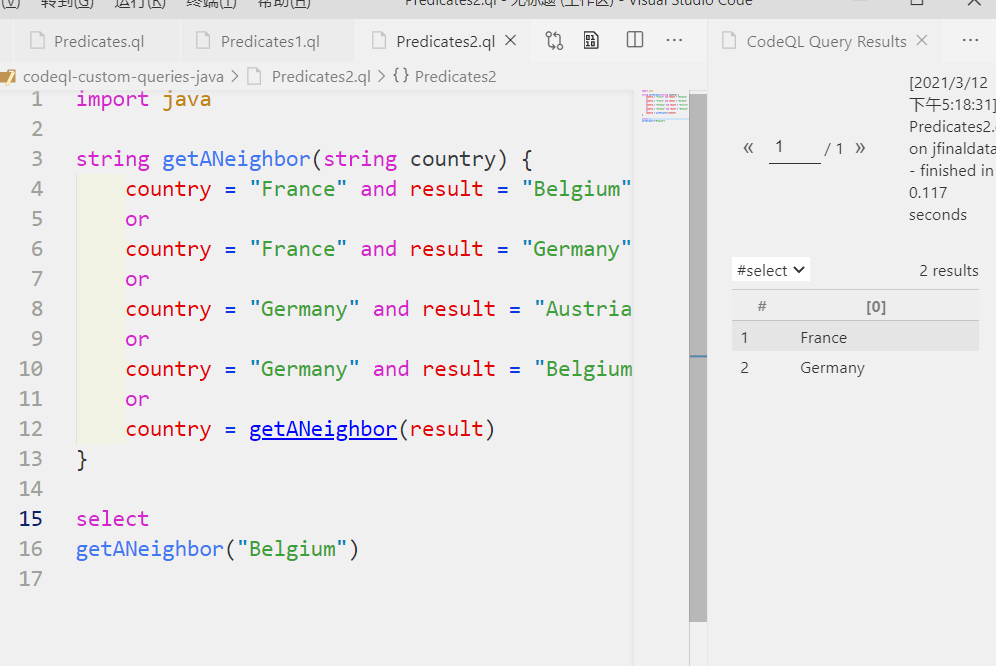 转到(G) 运行(R) 终端(T) 帮助(H) Predicates2.ql - 无标题 (工作区) - Visual Studio Code
Predicates.ql Predicates1.ql Predicates2.ql CodeQL Query Results
codeql-custom-queries-java > Predicates2.ql > {} Predicates2
1 import java
2
3 string getANeighbor(string country) {
4 country = "France" and result = "Belgium"
5 or
6 country = "France" and result = "Germany"
7 or
8 country = "Germany" and result = "Austria
9 or
10 country = "Germany" and result = "Belgium
11 or
12 country = getANeighbor(result)
13 }
14
15 select
16 getANeighbor("Belgium")
17
« 1 / 1 »
[2021/3/12
下午5:18:31]
Predicates2.
on jfinaldata
- finished in
0.117
seconds
#select 2 results
# [0]
1 France
2 Germany